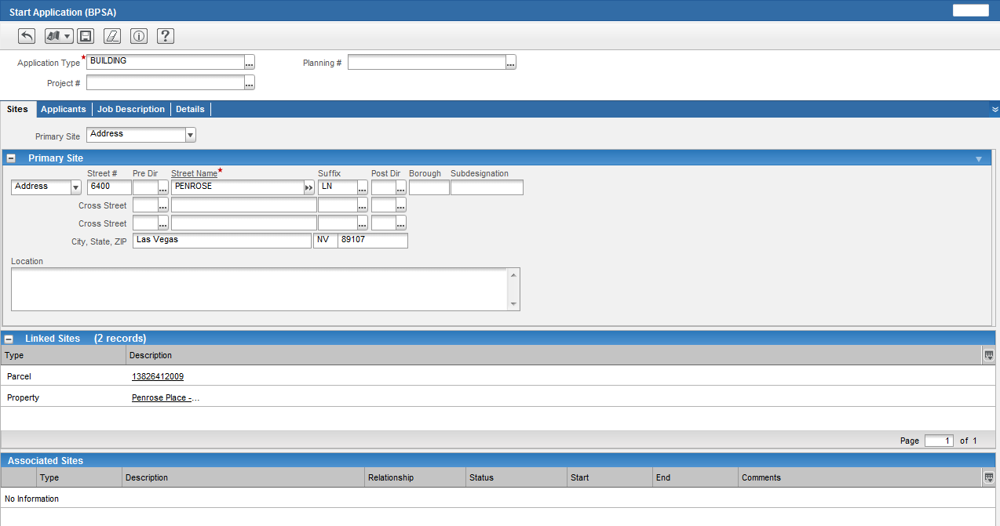 Start Application (BPSA)
Application Type * BUILDING ... Planning # ...
Project # ...
Sites Applicants Job Description Details
Primary Site Address
Primary Site
Street # Pre Dir Street Name* Suffix Post Dir Borough Subdesignation
Address 6400 ... PENROSE LN ... ...
Cross Street ... ... ...
Cross Street ... ... ...
City, State, ZIP Las Vegas NV 89107
Location
Linked Sites (2 records)
Type Description
Parcel 13826412009
Property Penrose Place -...
Page 1 of 1
Associated Sites
Type Description Relationship Status Start End Comments
No Information